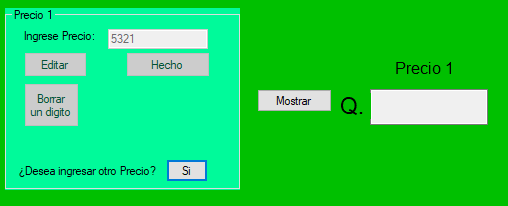 Precio 1
Ingrese Precio: 5321
Editar Hecho
Borrar
un digito
¿Desea ingresar otro Precio? Si
Precio 1
Mostrar Q.